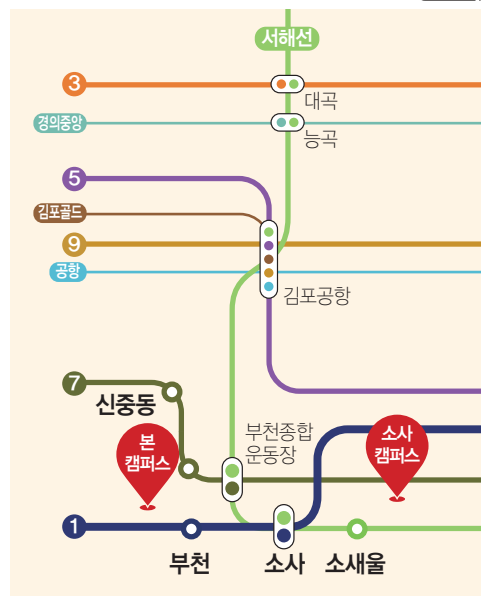 서해선
3
대곡
경의중앙
능곡
5
김포골드
9
공항
김포공항
7
신중동
부천종합
운동장
본
캠퍼스
소사
캠퍼스
1
부천
소사
소새울